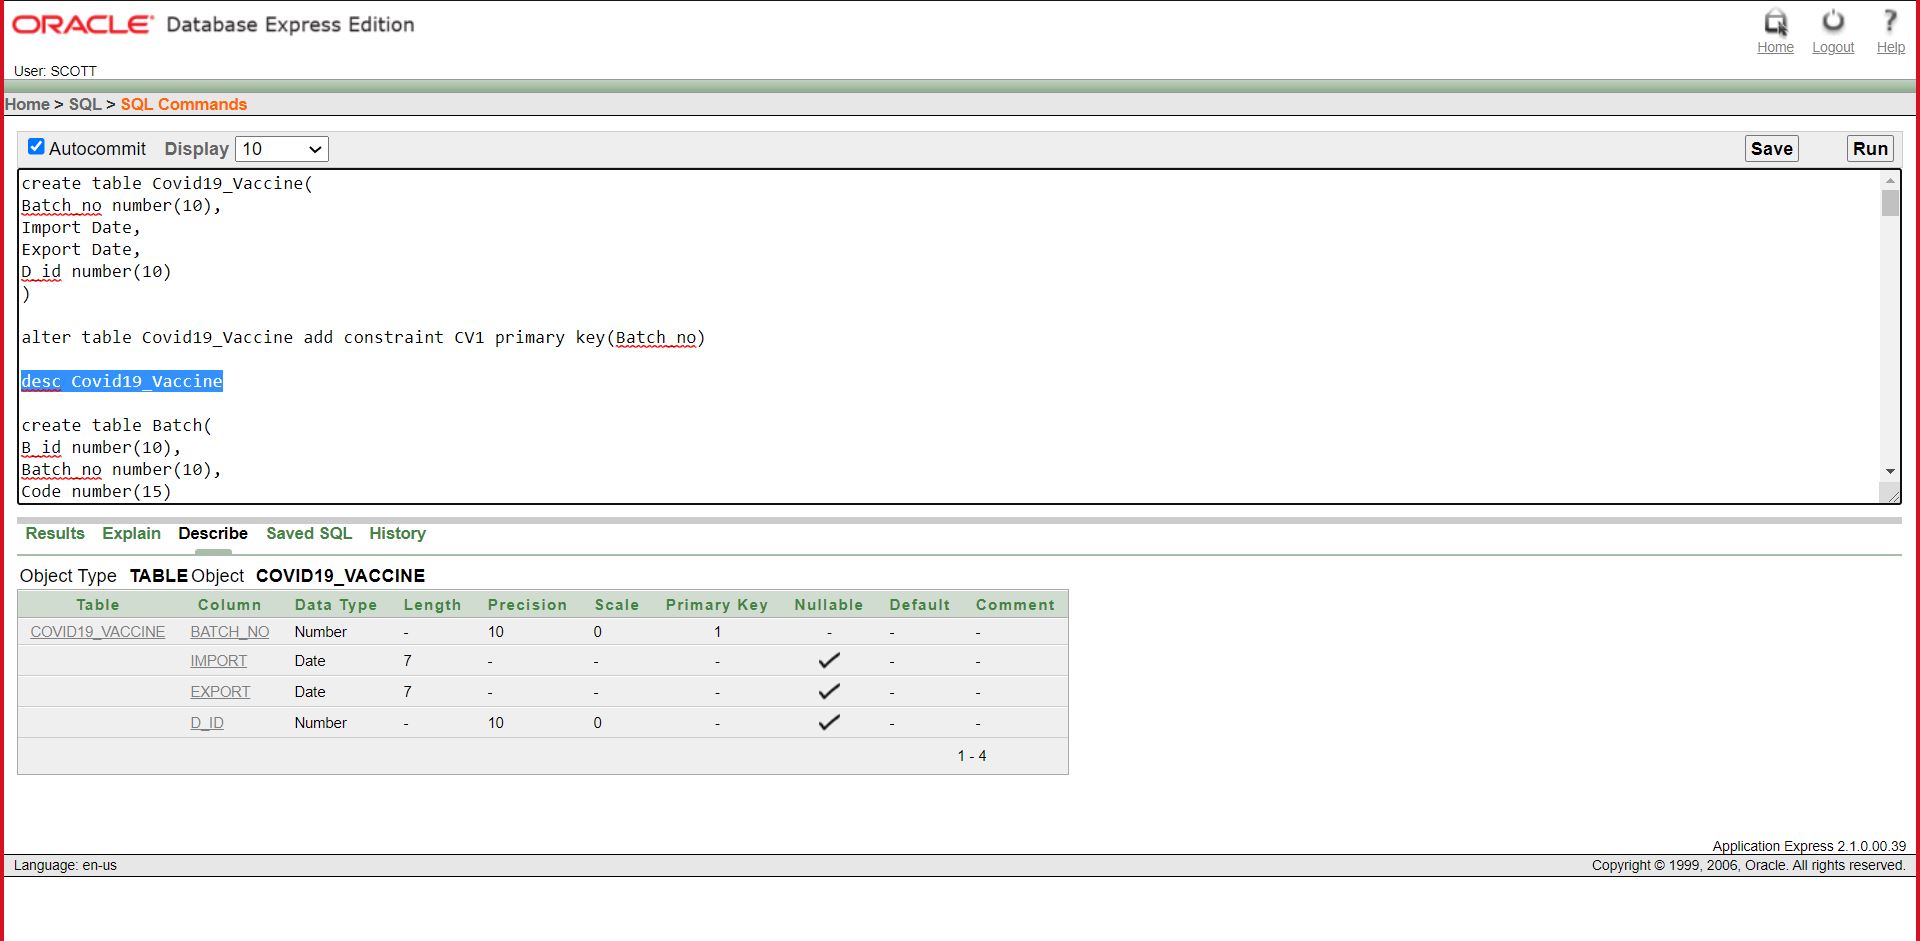 ORACLE Database Express Edition
Home Logout Help
User: SCOTT
Home > SQL > SQL Commands
Autocommit Display 10 Save Run
create table Covid19_Vaccine(
Batch_no number(10),
Import Date,
Export Date,
D_id number(10)
)
alter table Covid19_Vaccine add constraint CV1 primary key(Batch_no)
desc Covid19_Vaccine
create table Batch(
B_id number(10),
Batch_no number(10),
Code number(15)
Results Explain Describe Saved SQL History
Object Type TABLE Object COVID19_VACCINE
Table Column Data Type Length Precision Scale Primary Key Nullable Default Comment
COVID19_VACCINE BATCH_NO Number - 10 0 1 - - -
IMPORT Date 7 - - - ✓ - -
EXPORT Date 7 - - - ✓ - -
D_ID Number - 10 0 - ✓ - -
1 - 4
Application Express 2.1.0.00.39
Language: en-us Copyright © 1999, 2006, Oracle. All rights reserved.